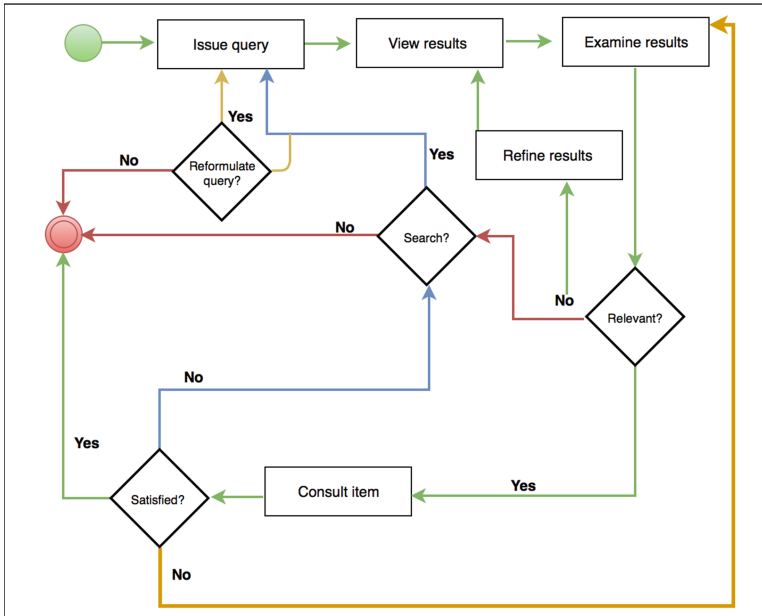 Issue query
View results
Examine results
Yes
No
Reformulate
query?
Yes
Refine results
No
Search?
No
Relevant?
No
Yes
Satisfied?
Consult item
Yes
No